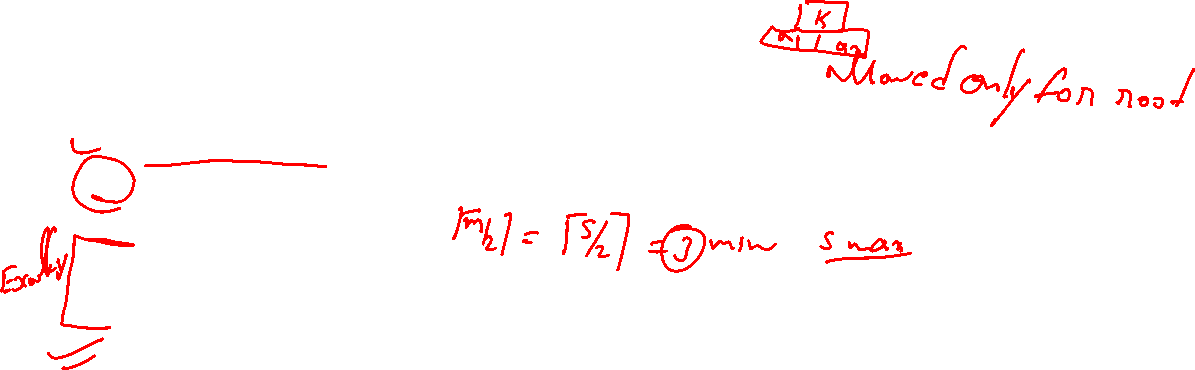 K
a1 a2
Allowed only for root
⌈m/2⌉ = ⌈5/2⌉ = 3 min 5 max
Exactly